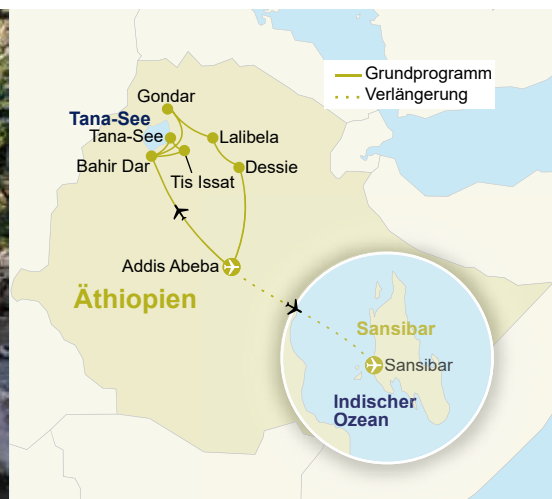 Grundprogramm
Verlängerung
Gondar
Tana-See
Tana-See
Lalibela
Bahir Dar
Dessie
Tis Issat
Addis Abeba
Äthiopien
Sansibar
Sansibar
Indischer
Ozean